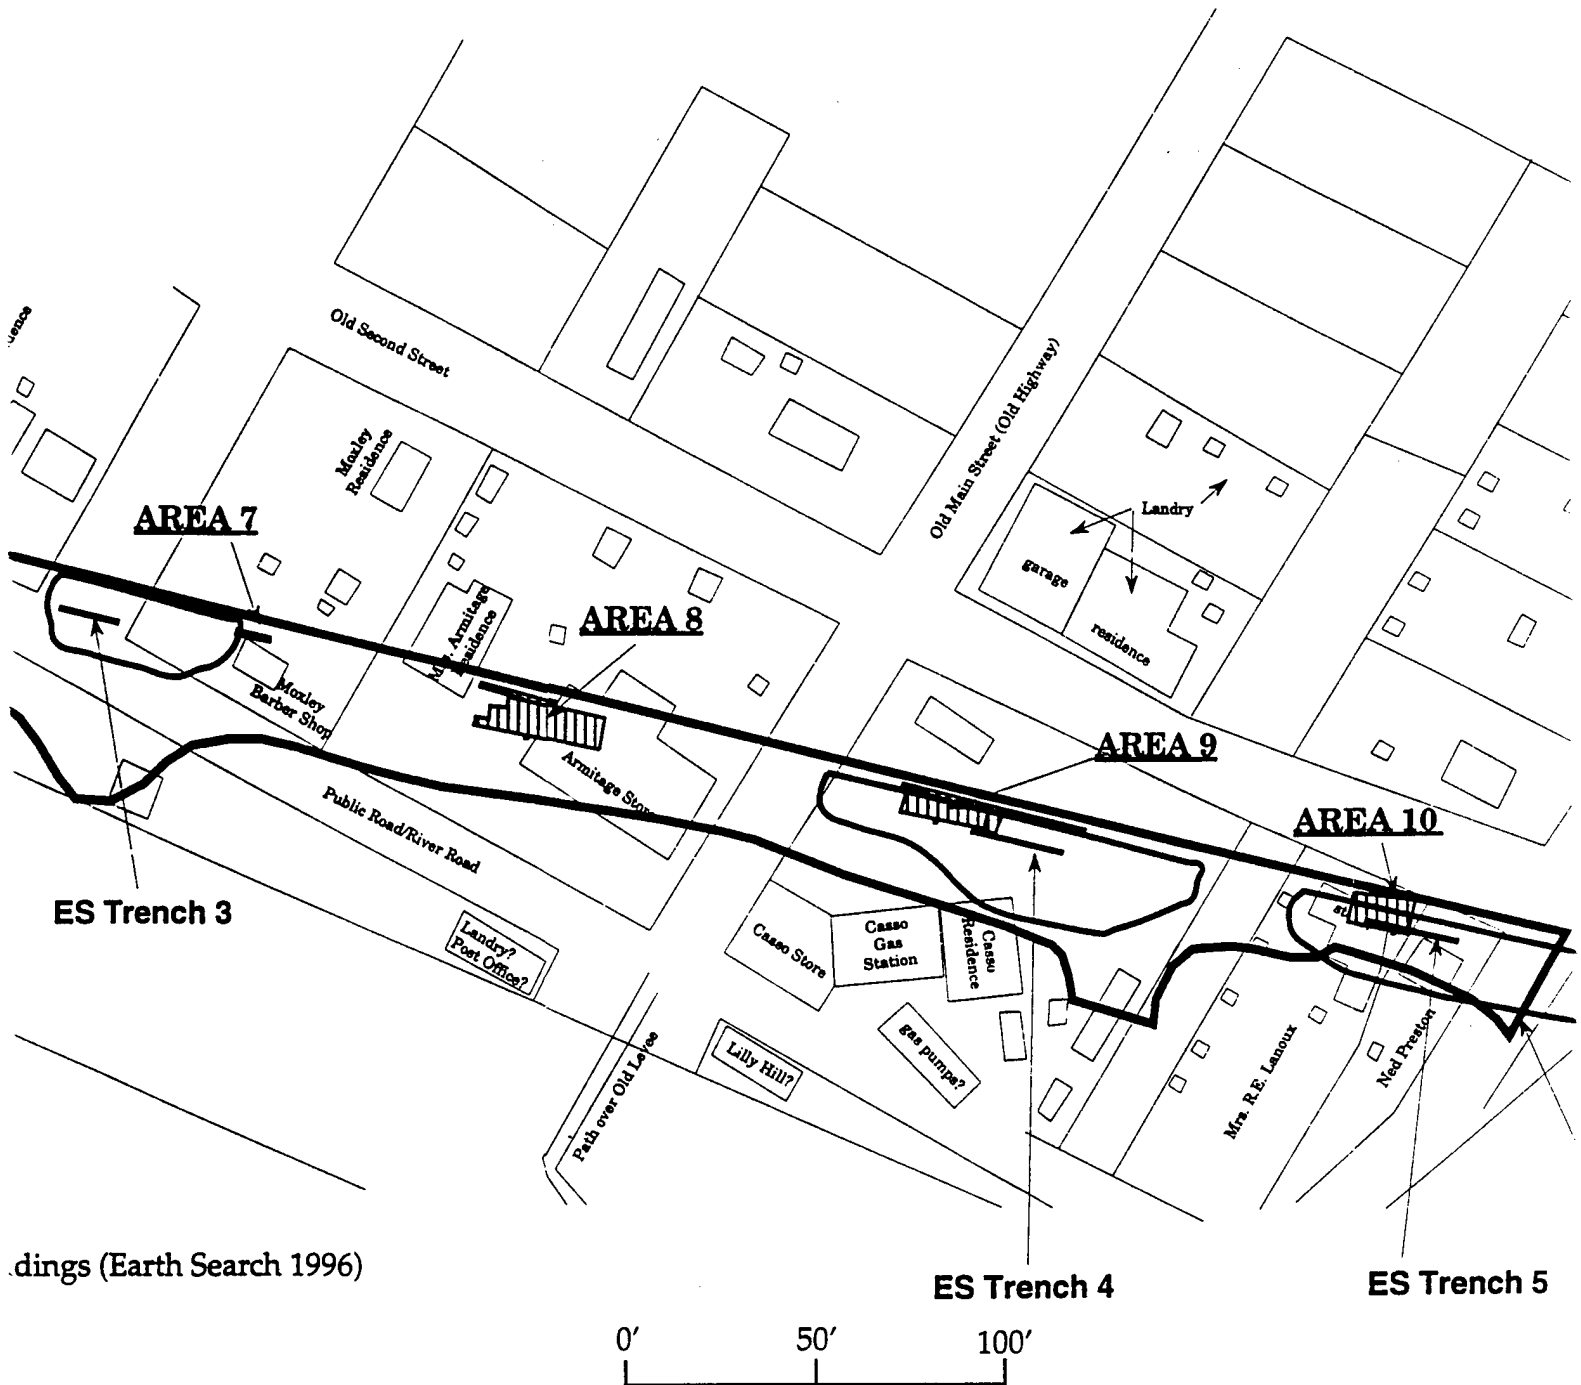 Old Second Street
Old Main Street (Old Highway)
Moxley
Residence
AREA 7
Landry
garage
residence
Armitage
AREA 8
Moxley
Barber Shop
Armitage
AREA 9
Public Road/River Road
AREA 10
ES Trench 3
Landry?
Post Office?
Casso Store
Casso
Gas
Station
Casso
Residence
Path over Old Levee
Lilly Hill?
gas pumps?
Mrs. R.E. Lanoux
Ned Preston
(Earth Search 1996)
ES Trench 4
ES Trench 5
0' 50' 100'